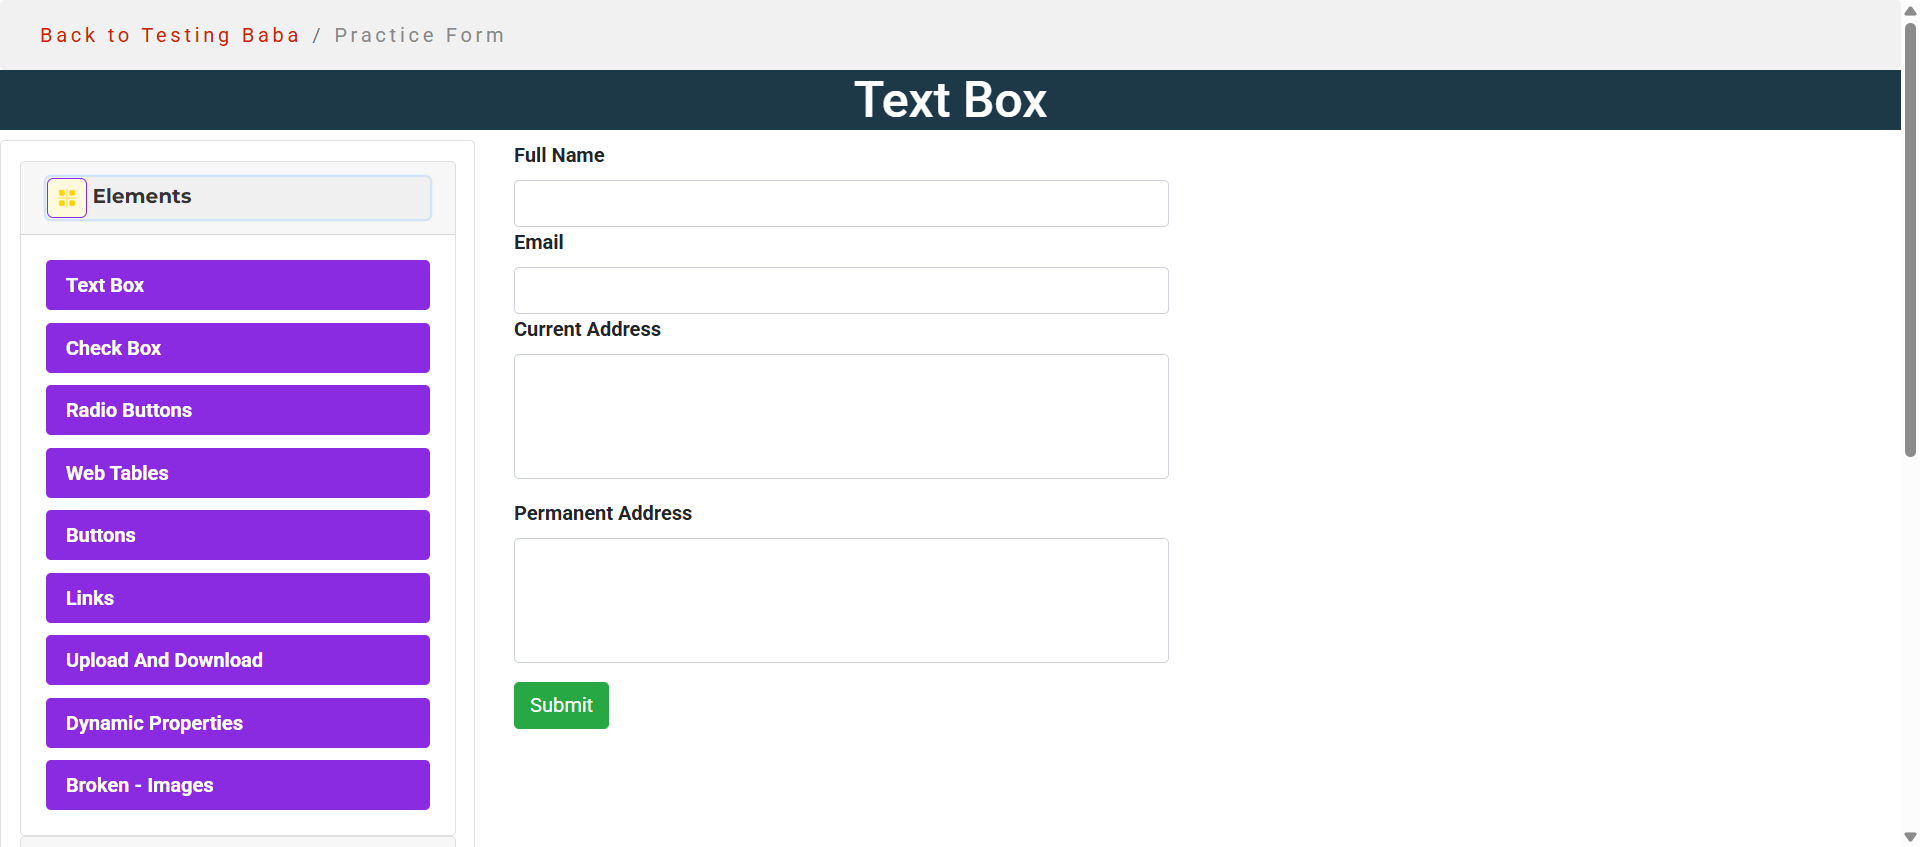 Back to Testing Baba / Practice Form
Text Box
Elements
Text Box
Check Box
Radio Buttons
Web Tables
Buttons
Links
Upload And Download
Dynamic Properties
Broken - Images
Full Name
Email
Current Address
Permanent Address
Submit